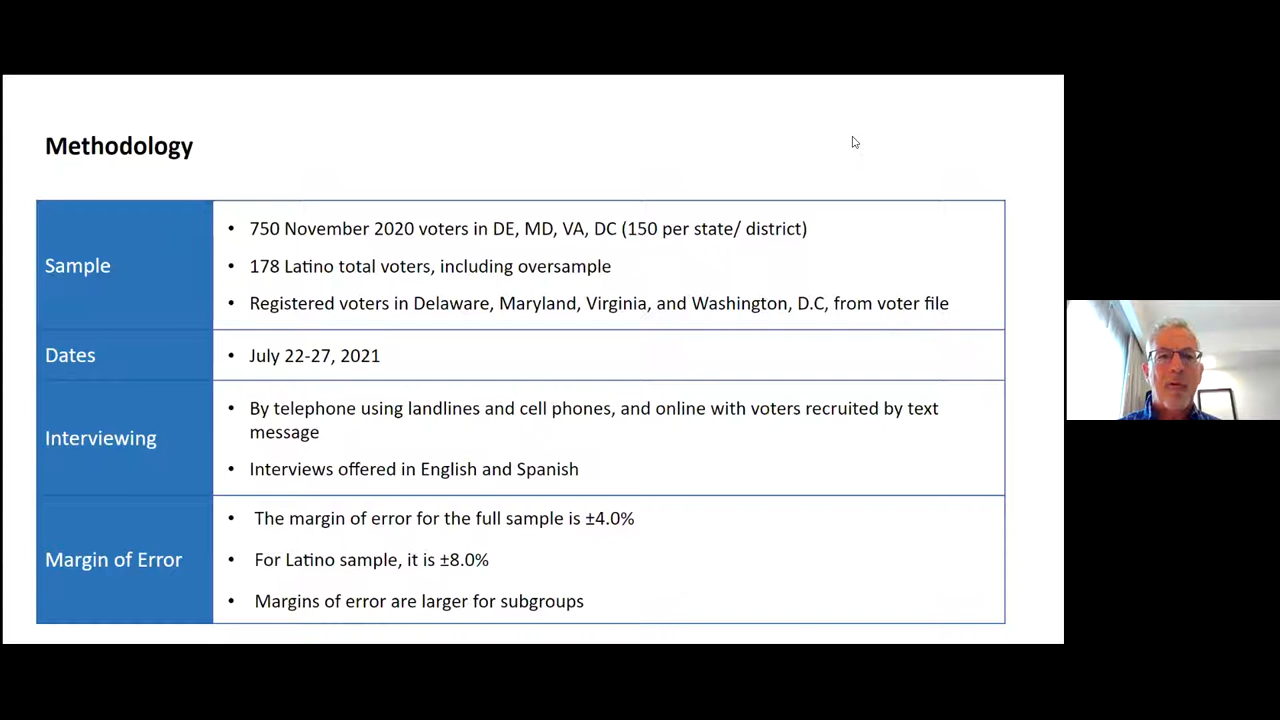 Methodology
Sample
• 750 November 2020 voters in DE, MD, VA, DC (150 per state/ district)
• 178 Latino total voters, including oversample
• Registered voters in Delaware, Maryland, Virginia, and Washington, D.C, from voter file
Dates
• July 22-27, 2021
Interviewing
• By telephone using landlines and cell phones, and online with voters recruited by text
message
• Interviews offered in English and Spanish
Margin of Error
• The margin of error for the full sample is ±4.0%
• For Latino sample, it is ±8.0%
• Margins of error are larger for subgroups